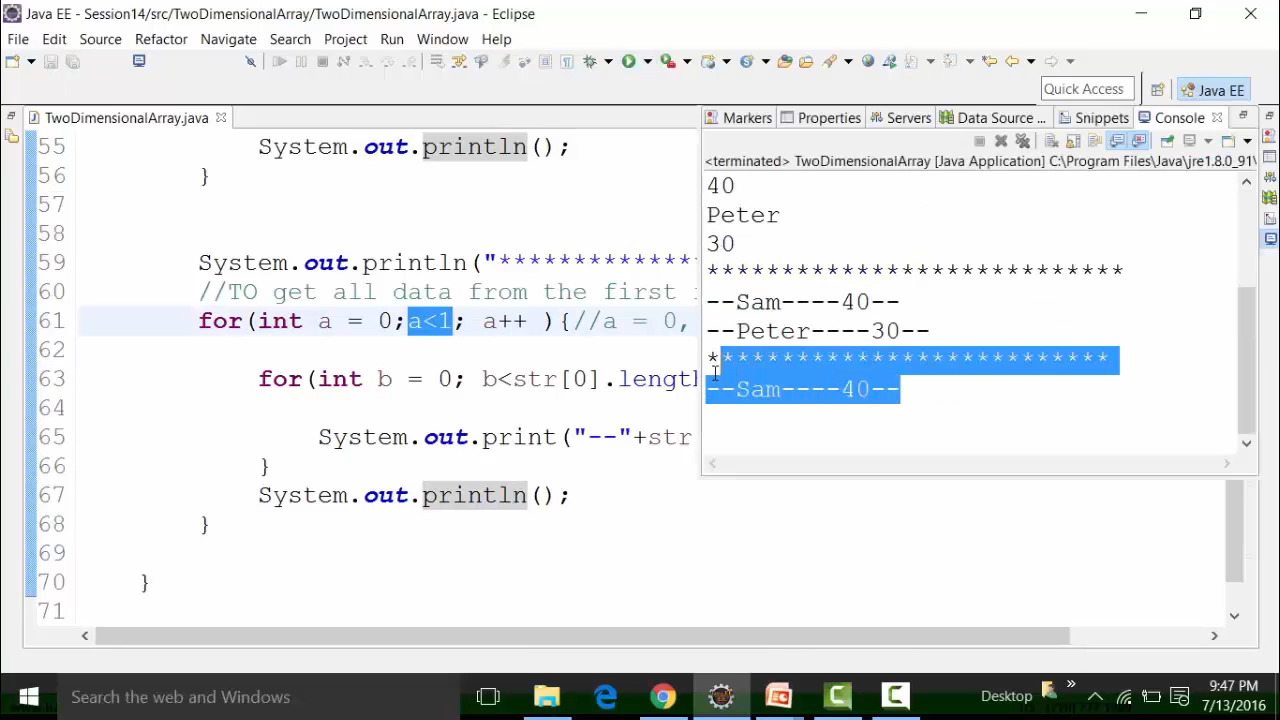 Java EE - Session14/src/TwoDimensionalArray/TwoDimensionalArray.java - Eclipse
File Edit Source Refactor Navigate Search Project Run Window Help
Quick Access
Java EE
TwoDimensionalArray.java
Markers Properties Servers Data Source ... Snippets Console
<terminated> TwoDimensionalArray [Java Application] C:\Program Files\Java\jre1.8.0_91\
55 System.out.println();
56 }
57
58
59 System.out.println("**************
60 //TO get all data from the first
61 for(int a = 0;a<1; a++ ){//a = 0,
62
63 for(int b = 0; b<str[0].length
64
65 System.out.print("--"+str
66 }
67 System.out.println();
68 }
69
70 }
71
40
Peter
30
****************************
--Sam----40--
--Peter----30--
***************************
--Sam----40--
Search the web and Windows
Desktop
9:47 PM
7/13/2016